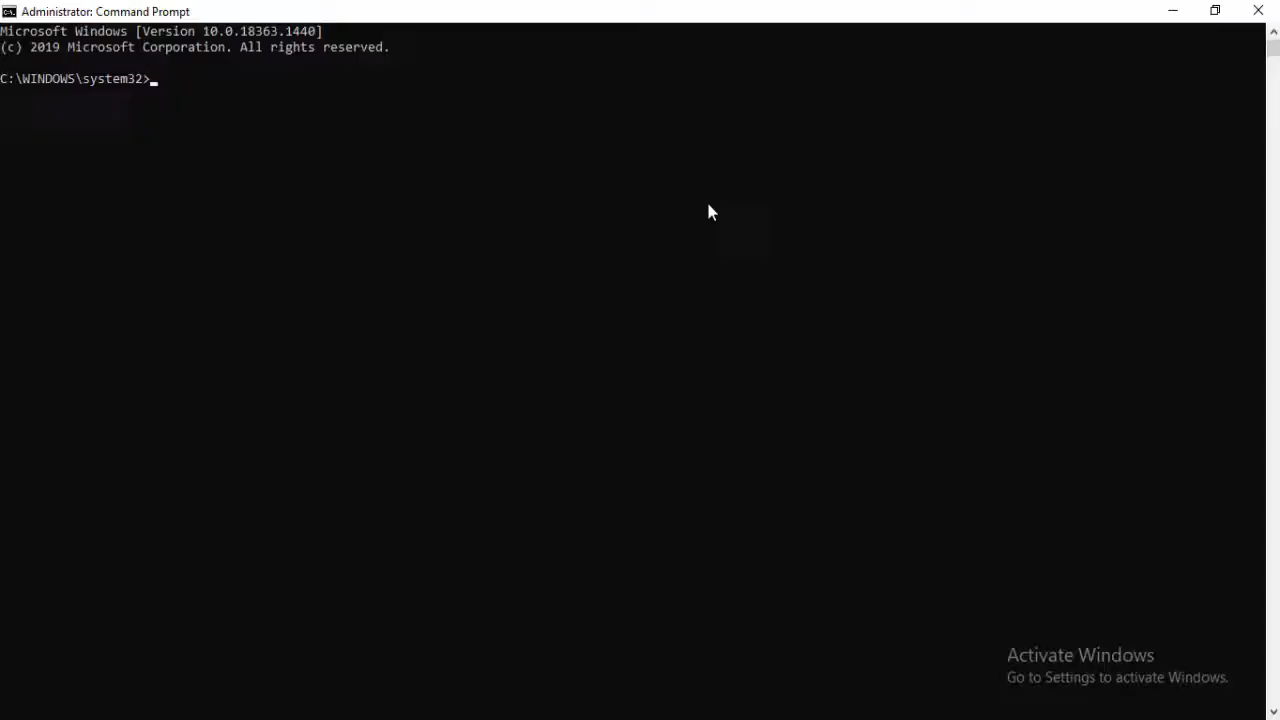 Administrator: Command Prompt
Microsoft Windows [Version 10.0.18363.1440]
(c) 2019 Microsoft Corporation. All rights reserved.
C:\WINDOWS\system32>
Activate Windows
Go to Settings to activate Windows.